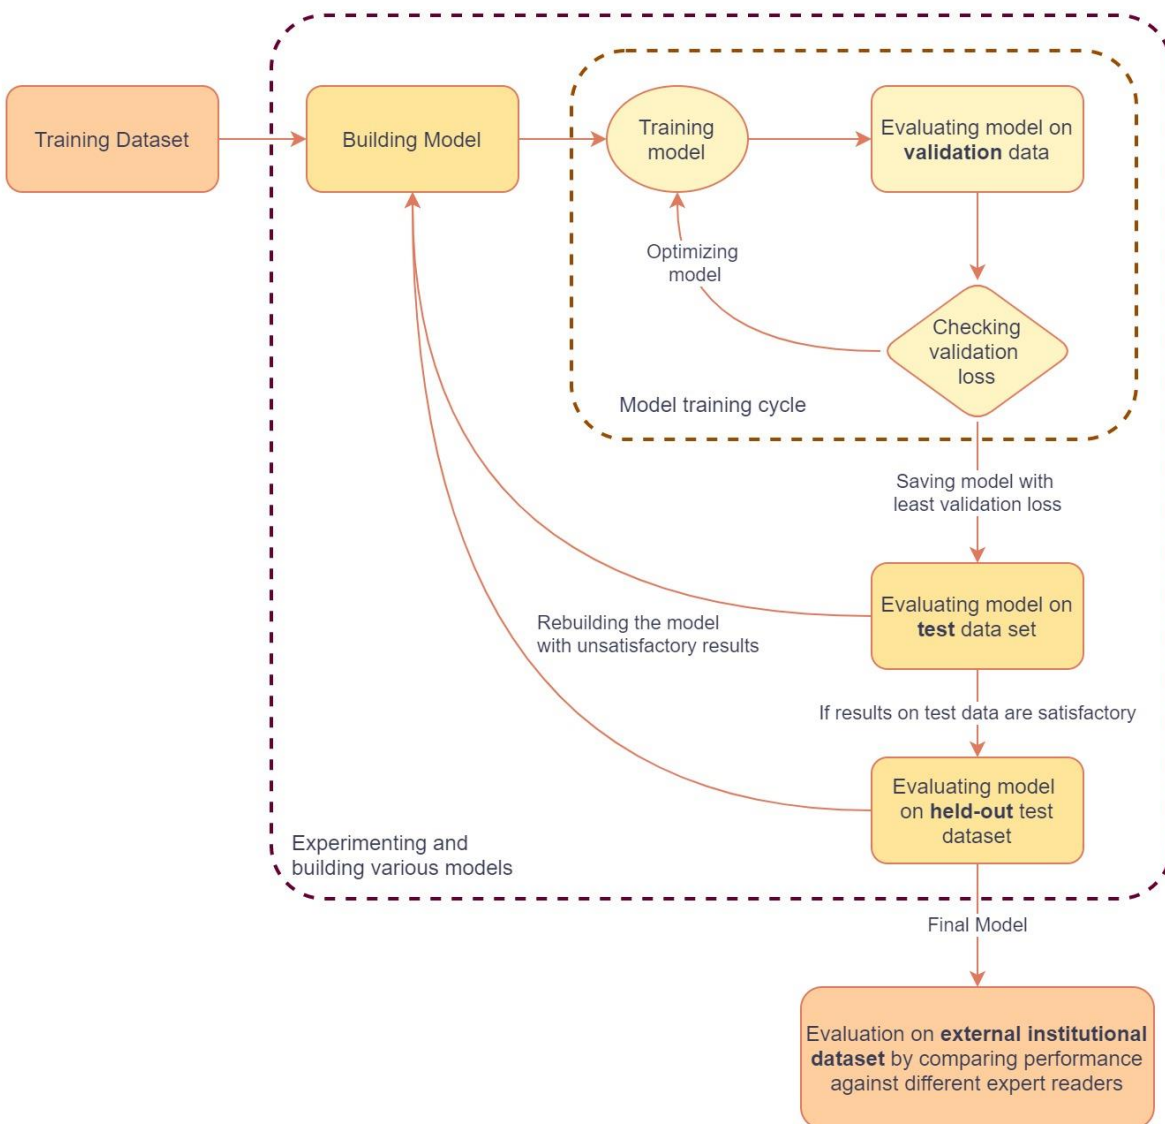 Training Dataset
Building Model
Training
model
Evaluating model on
validation data
Optimizing
model
Checking
validation
loss
Model training cycle
Saving model with
least validation loss
Evaluating model on
test data set
Rebuilding the model
with unsatisfactory results
If results on test data are satisfactory
Evaluating model
on held-out test
dataset
Experimenting and
building various models
Final Model
Evaluation on external institutional
dataset by comparing performance
against different expert readers